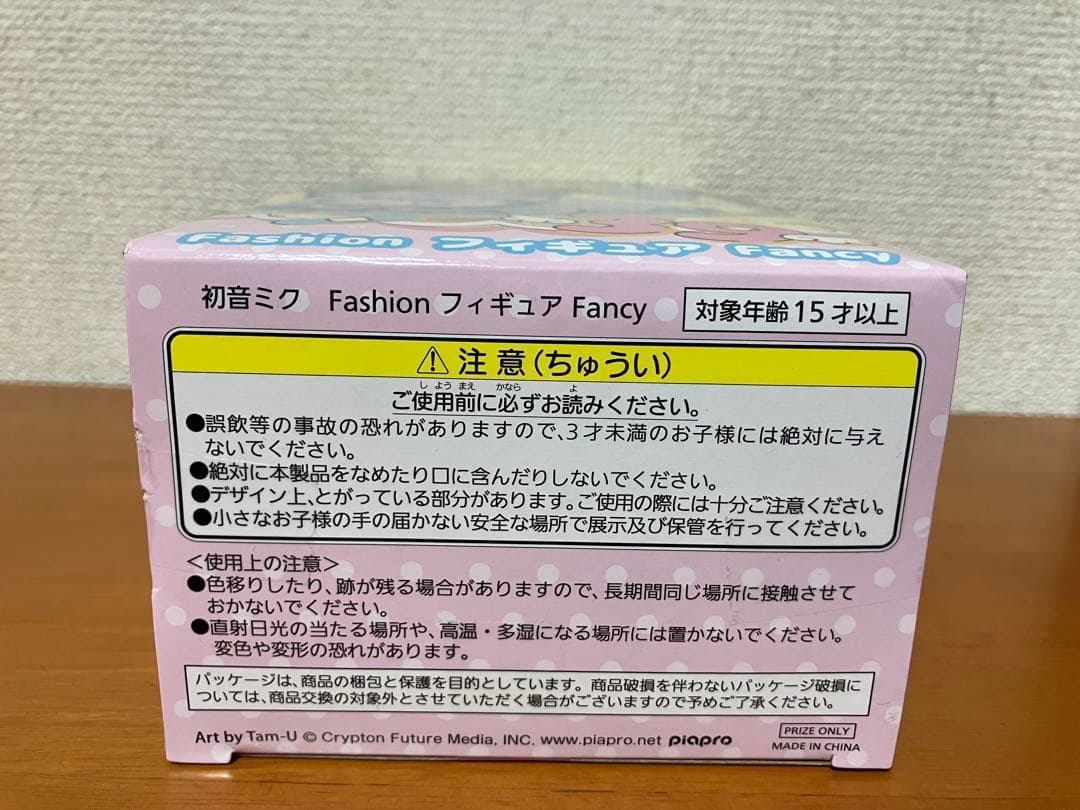 Fashion フィギュア Fancy
初音ミク Fashion フィギュア Fancy 対象年齢15才以上
⚠ 注意(ちゅうい)
しようまえ かなら よ
ご使用前に必ずお読みください。
●誤飲等の事故の恐れがありますので、3才未満のお子様には絶対に与え
ないでください。
●絶対に本製品をなめたり口に含んだりしないでください。
●デザイン上、とがっている部分があります。ご使用の際には十分ご注意ください。
●小さなお子様の手の届かない安全な場所で展示及び保管を行ってください。
＜使用上の注意＞
●色移りしたり、跡が残る場合がありますので、長期間同じ場所に接触させて
おかないでください。
●直射日光の当たる場所や、高温・多湿になる場所には置かないでください。
変色や変形の恐れがあります。
パッケージは、商品の梱包と保護を目的としています。商品破損を伴わないパッケージ破損に
ついては、商品交換の対象外とさせていただく場合がございますので予めご了承ください。
Art by Tam-U © Crypton Future Media, INC. www.piapro.net piapro
PRIZE ONLY
MADE IN CHINA